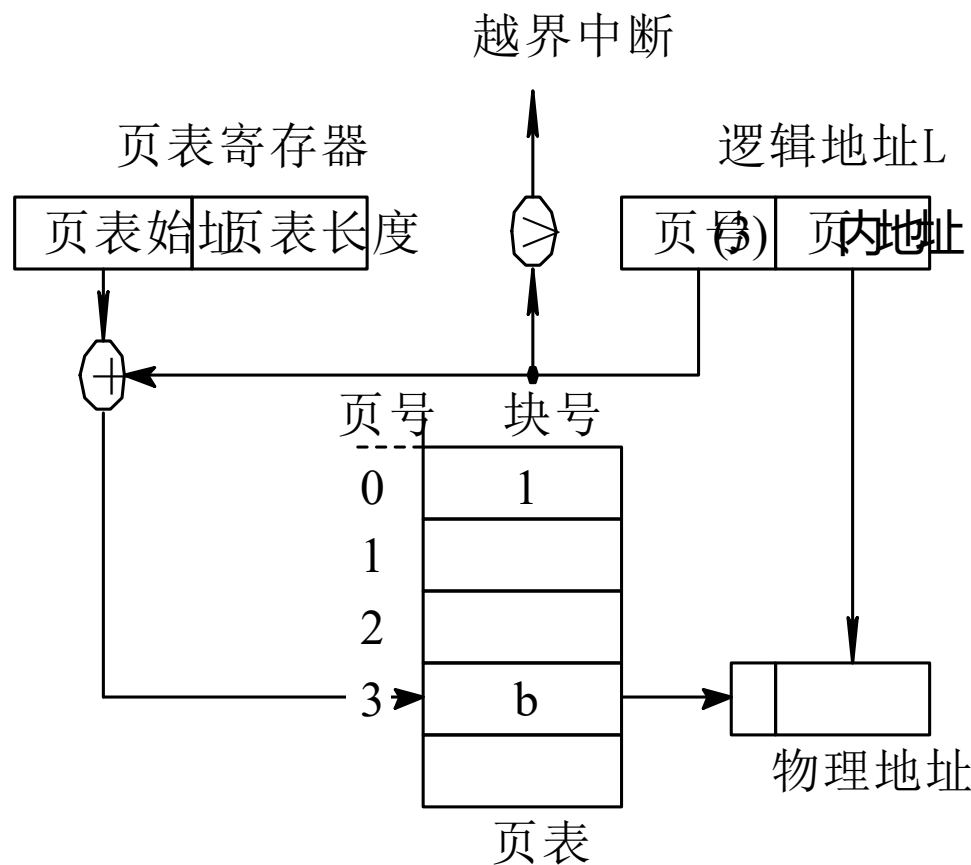 越界中断
页表寄存器
逻辑地址L
页表始址
页表长度
>
页号(3)
页内地址
+
页号 块号
0 1
1
2
3 b
物理地址
页表